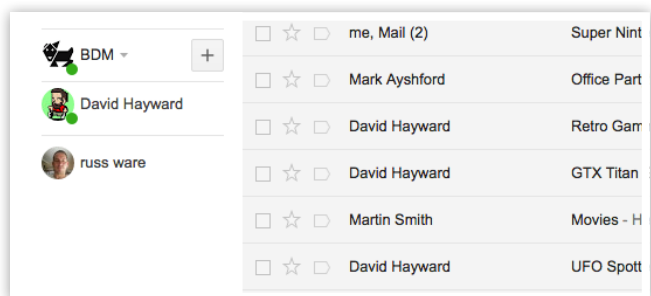 BDM
David Hayward
russ ware
me, Mail (2) Super Nint
Mark Ayshford Office Part
David Hayward Retro Gam
David Hayward GTX Titan
Martin Smith Movies - H
David Hayward UFO Spott